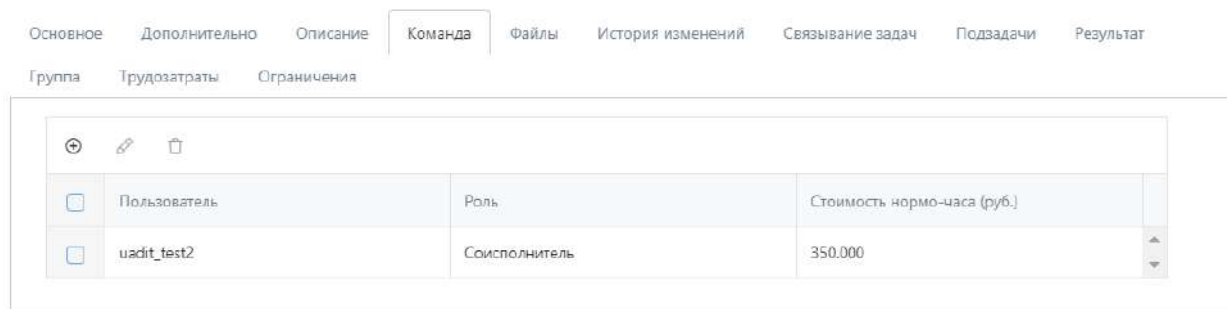 Основное Дополнительно Описание Команда Файлы История изменений Связывание задач Подзадачи Результат
Группа Трудозатраты Ограничения
Пользователь Роль Стоимость нормо-часа (руб.)
uadit_test2 Соисполнитель 350.000